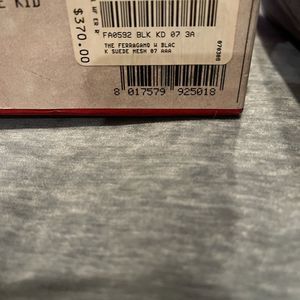 E KID
$370.00
FA0592 BLK KD 07 3A
THE FERRAGAMO W BLAC
K SUEDE MESH 07 AAA
8 017579 925018